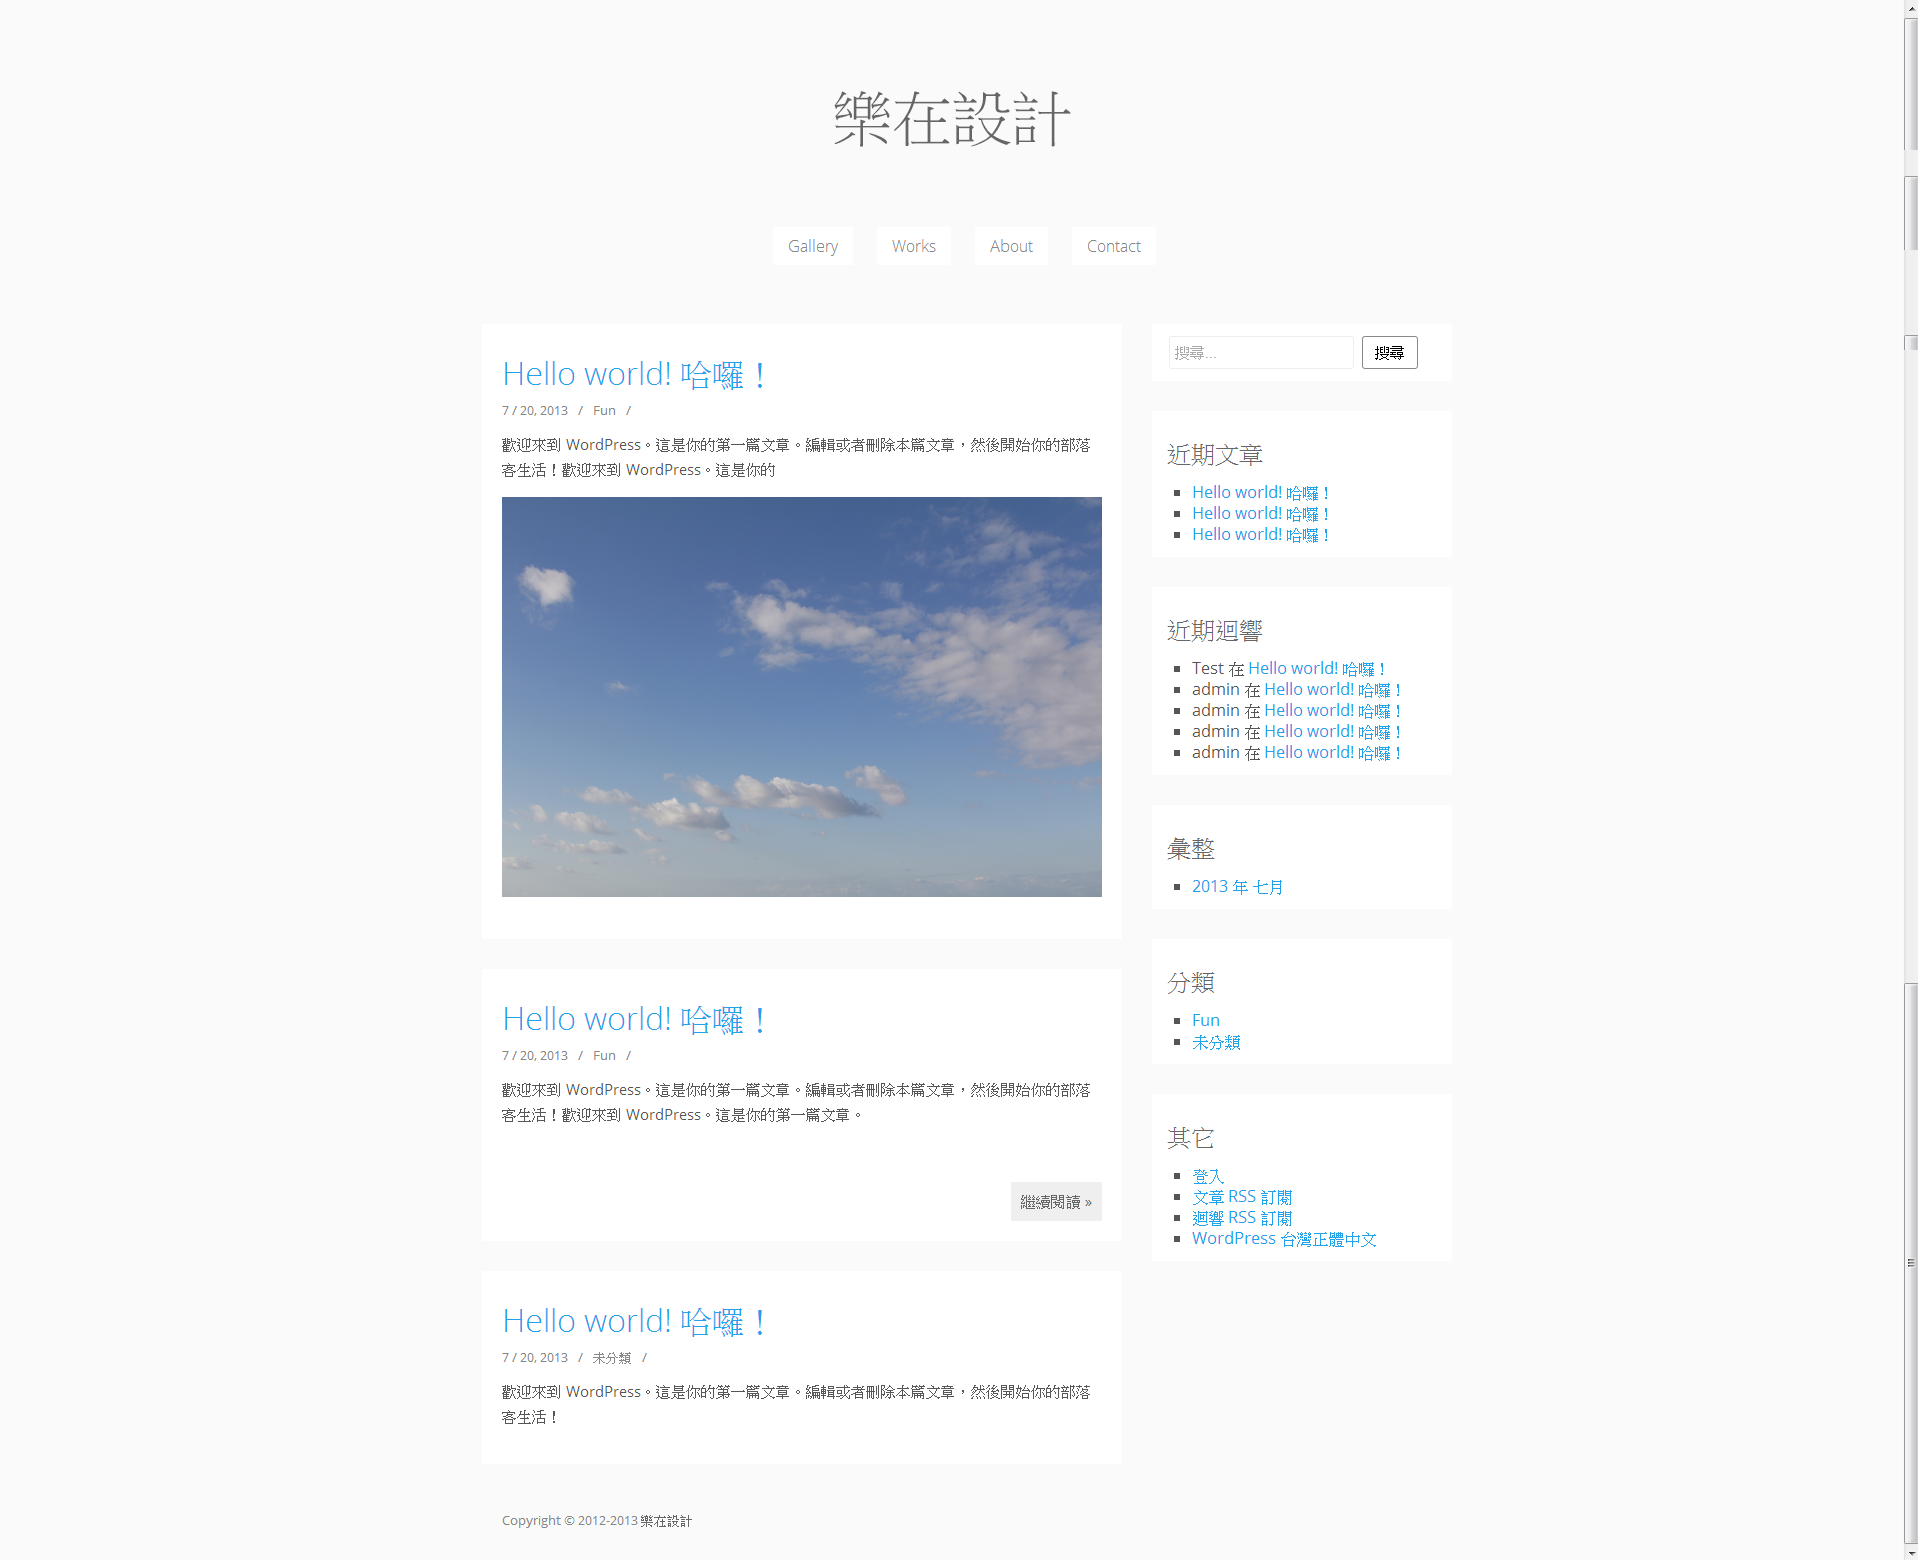 樂在設計
Gallery
Works
About
Contact
Hello world! 哈囉！
7 / 20, 2013 / Fun /
歡迎來到 WordPress。這是你的第一篇文章。編輯或者刪除本篇文章，然後開始你的部落
客生活！歡迎來到 WordPress。這是你的
Hello world! 哈囉！
7 / 20, 2013 / Fun /
歡迎來到 WordPress。這是你的第一篇文章。編輯或者刪除本篇文章，然後開始你的部落
客生活！歡迎來到 WordPress。這是你的第一篇文章。
繼續閱讀 »
Hello world! 哈囉！
7 / 20, 2013 / 未分類 /
歡迎來到 WordPress。這是你的第一篇文章。編輯或者刪除本篇文章，然後開始你的部落
客生活！
搜尋...
搜尋
近期文章
Hello world! 哈囉！
Hello world! 哈囉！
Hello world! 哈囉！
近期迴響
Test 在 Hello world! 哈囉！
admin 在 Hello world! 哈囉！
admin 在 Hello world! 哈囉！
admin 在 Hello world! 哈囉！
admin 在 Hello world! 哈囉！
彙整
2013 年 七月
分類
Fun
未分類
其它
登入
文章 RSS 訂閱
迴響 RSS 訂閱
WordPress 台灣正體中文
Copyright © 2012-2013 樂在設計